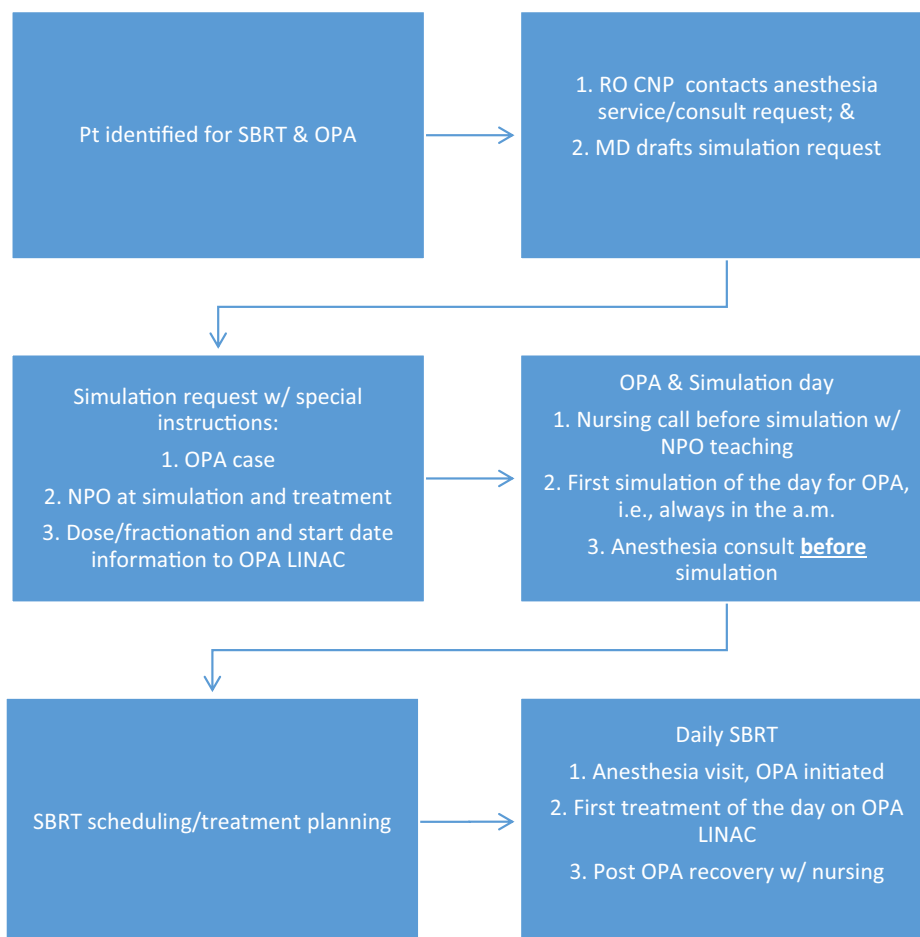 Pt identified for SBRT & OPA
1. RO CNP contacts anesthesia
service/consult request; &
2. MD drafts simulation request
Simulation request w/ special
instructions:
1. OPA case
2. NPO at simulation and treatment
3. Dose/fractionation and start date
information to OPA LINAC
OPA & Simulation day
1. Nursing call before simulation w/
NPO teaching
2. First simulation of the day for OPA,
i.e., always in the a.m.
3. Anesthesia consult before
simulation
SBRT scheduling/treatment planning
Daily SBRT
1. Anesthesia visit, OPA initiated
2. First treatment of the day on OPA
LINAC
3. Post OPA recovery w/ nursing